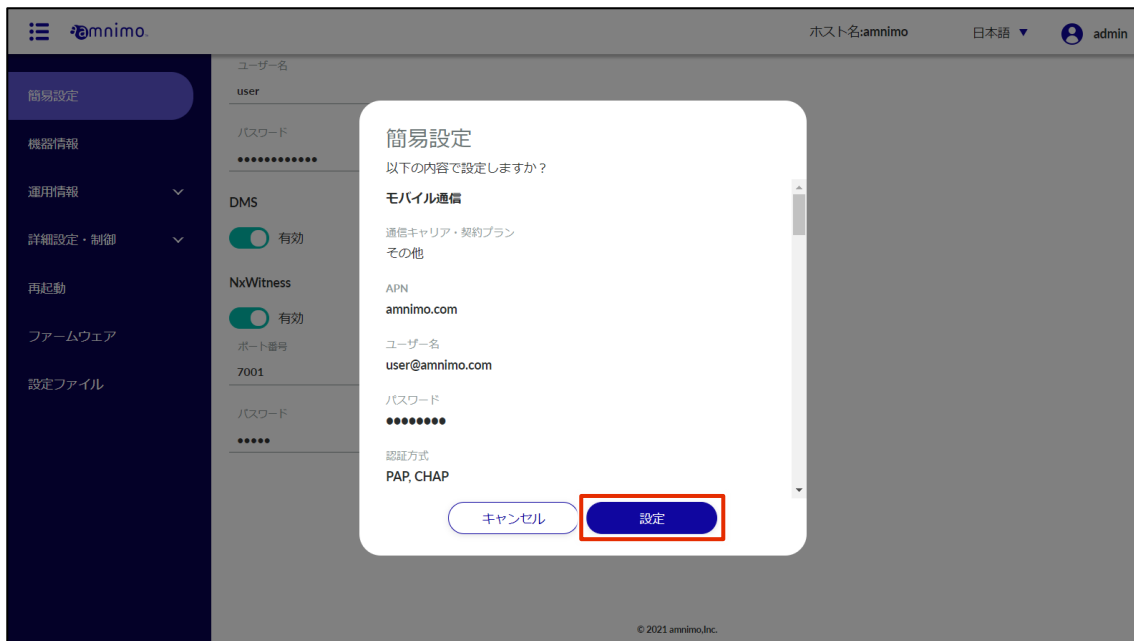 amnimo.
ホスト名:amnimo
日本語 ▼
admin
簡易設定
機器情報
運用情報
詳細設定・制御
再起動
ファームウェア
設定ファイル
ユーザー名
user
パスワード
••••••••••••
DMS
有効
NxWitness
有効
ポート番号
7001
パスワード
•••••
簡易設定
以下の内容で設定しますか？
モバイル通信
通信キャリア・契約プラン
その他
APN
amnimo.com
ユーザー名
user@amnimo.com
パスワード
••••••••
認証方式
PAP, CHAP
キャンセル
設定
© 2021 amnimo,Inc.